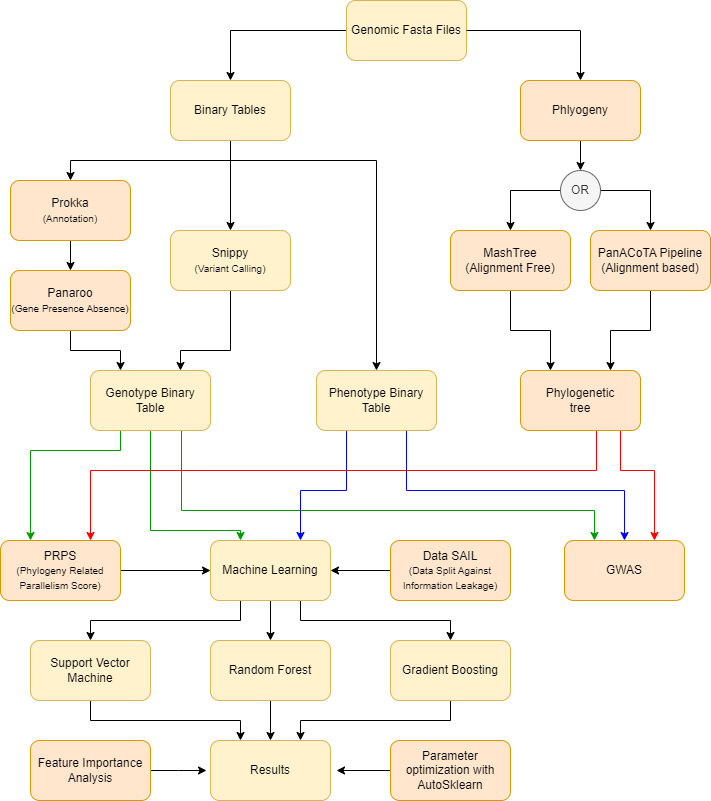 Genomic Fasta Files
Binary Tables
Phlyogeny
OR
Prokka
(Annotation)
Snippy
(Variant Calling)
MashTree
(Alignment Free)
PanACoTA Pipeline
(Alignment based)
Panaroo
(Gene Presence Absence)
Genotype Binary
Table
Phenotype Binary
Table
Phylogenetic
tree
PRPS
(Phylogeny Related
Parallelism Score)
Machine Learning
Data SAIL
(Data Split Against
Information Leakage)
GWAS
Support Vector
Machine
Random Forest
Gradient Boosting
Feature Importance
Analysis
Results
Parameter
optimization with
AutoSklearn